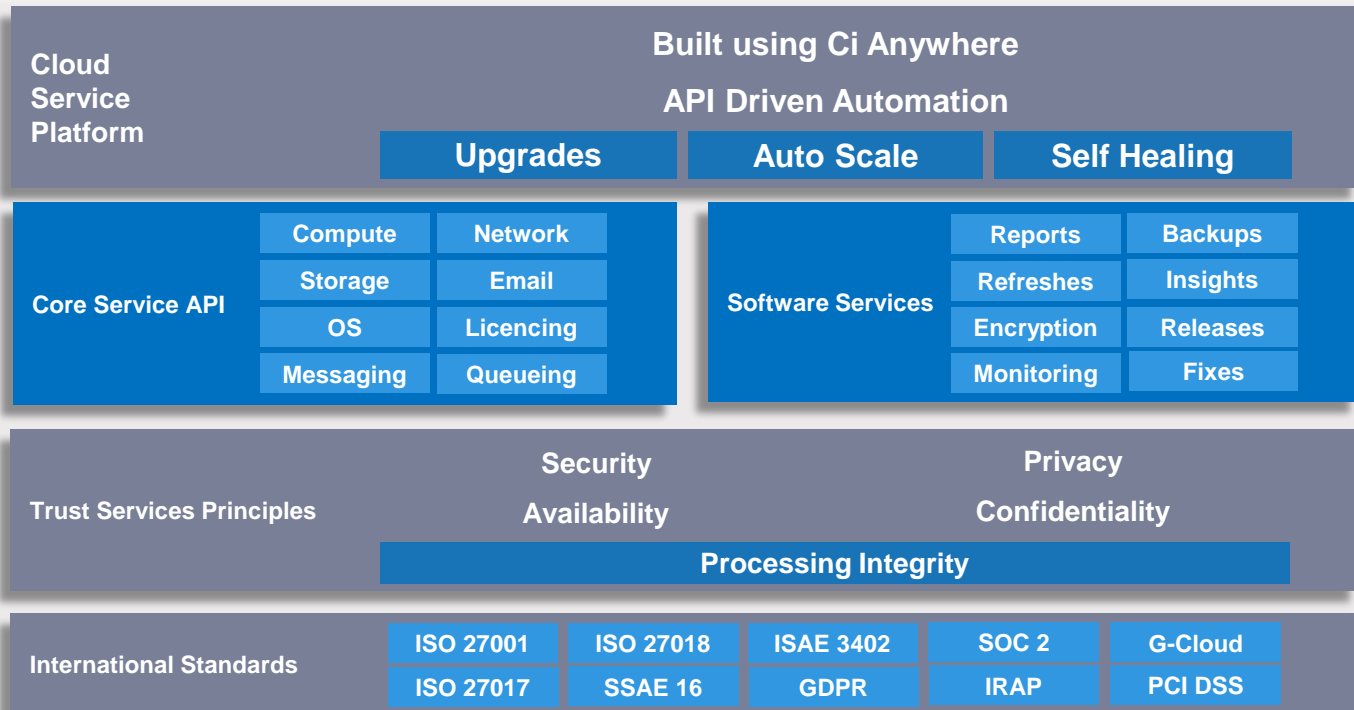 Cloud
Service
Platform
Built using Ci Anywhere
API Driven Automation
Upgrades
Auto Scale
Self Healing
Core Service API
Compute
Network
Storage
Email
OS
Licencing
Messaging
Queueing
Software Services
Reports
Backups
Refreshes
Insights
Encryption
Releases
Monitoring
Fixes
Trust Services Principles
Security
Privacy
Availability
Confidentiality
Processing Integrity
International Standards
ISO 27001
ISO 27018
ISAE 3402
SOC 2
G-Cloud
ISO 27017
SSAE 16
GDPR
IRAP
PCI DSS